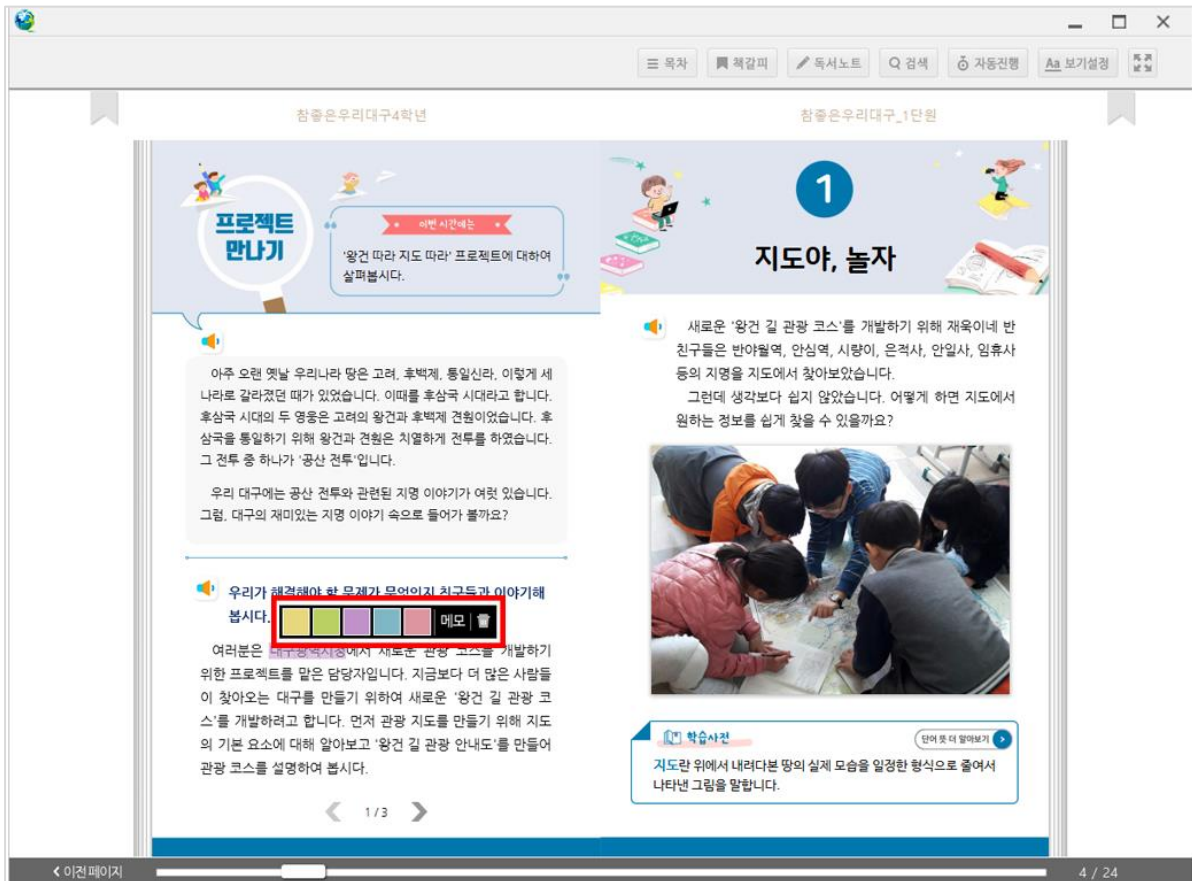 목차 책갈피 독서노트 검색 자동진행 Aa 보기설정
참좋은우리대구4학년
프로젝트
만나기
이번 시간에는
'왕건 따라 지도 따라' 프로젝트에 대하여
살펴봅시다.
아주 오랜 옛날 우리나라 땅은 고려, 후백제, 통일신라, 이렇게 세
나라로 갈라졌던 때가 있었습니다. 이때를 후삼국 시대라고 합니다.
후삼국 시대의 두 영웅은 고려의 왕건과 후백제 견훤이었습니다. 후
삼국을 통일하기 위해 왕건과 견훤은 치열하게 전투를 하였습니다.
그 전투 중 하나가 '공산 전투'입니다.
우리 대구에는 공산 전투와 관련된 지명 이야기가 여럿 있습니다.
그럼, 대구의 재미있는 지명 이야기 속으로 들어가 볼까요?
우리가 해결해야 할 문제가 무엇인지 친구들과 이야기해
봅시다.
메모
여러분은 대구광역시청에서 새로운 관광 코스를 개발하기
위한 프로젝트를 맡은 담당자입니다. 지금보다 더 많은 사람들
이 찾아오는 대구를 만들기 위하여 새로운 '왕건 길 관광 코
스'를 개발하려고 합니다. 먼저 관광 지도를 만들기 위해 지도
의 기본 요소에 대해 알아보고 '왕건 길 관광 안내도'를 만들어
관광 코스를 설명하여 봅시다.
1/3
참좋은우리대구_1단원
1
지도야, 놀자
새로운 '왕건 길 관광 코스'를 개발하기 위해 재욱이네 반
친구들은 반야월역, 안심역, 시량이, 은적사, 안일사, 임휴사
등의 지명을 지도에서 찾아보았습니다.
그런데 생각보다 쉽지 않았습니다. 어떻게 하면 지도에서
원하는 정보를 쉽게 찾을 수 있을까요?
학습사전
단어 뜻 더 알아보기
지도란 위에서 내려다본 땅의 실제 모습을 일정한 형식으로 줄여서
나타낸 그림을 말합니다.
이전 페이지
4 / 24